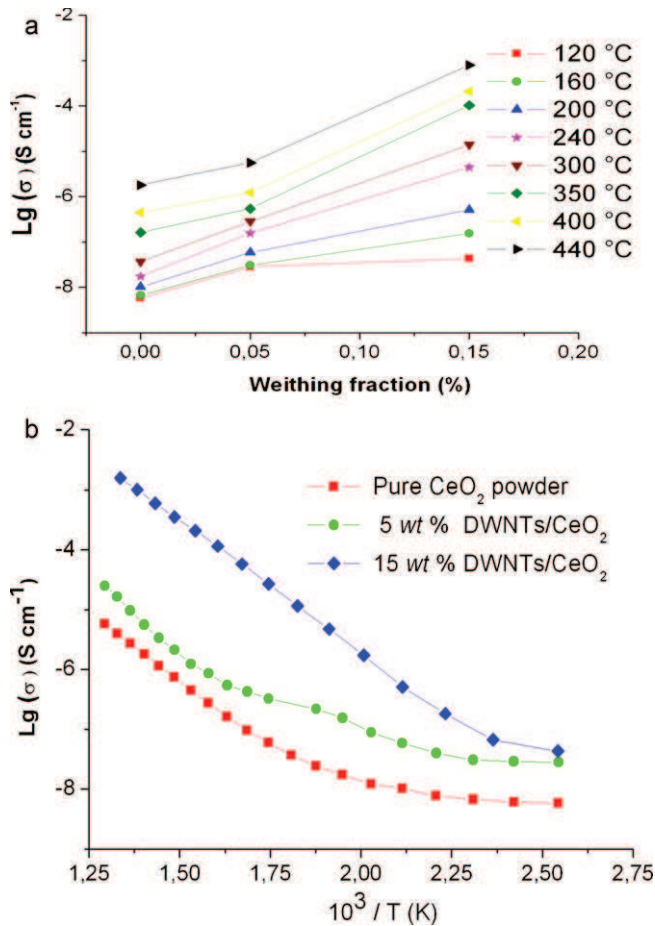 a
-2
-4
-6
-8
Lg (σ) (S cm⁻¹)
120 °C
160 °C
200 °C
240 °C
300 °C
350 °C
400 °C
440 °C
0,00 0,05 0,10 0,15 0,20
Weithing fraction (%)
b
-2
-4
-6
-8
Lg (σ) (S cm⁻¹)
Pure CeO₂ powder
5 wt % DWNTs/CeO₂
15 wt % DWNTs/CeO₂
1,25 1,50 1,75 2,00 2,25 2,50 2,75
10³ / T (K)